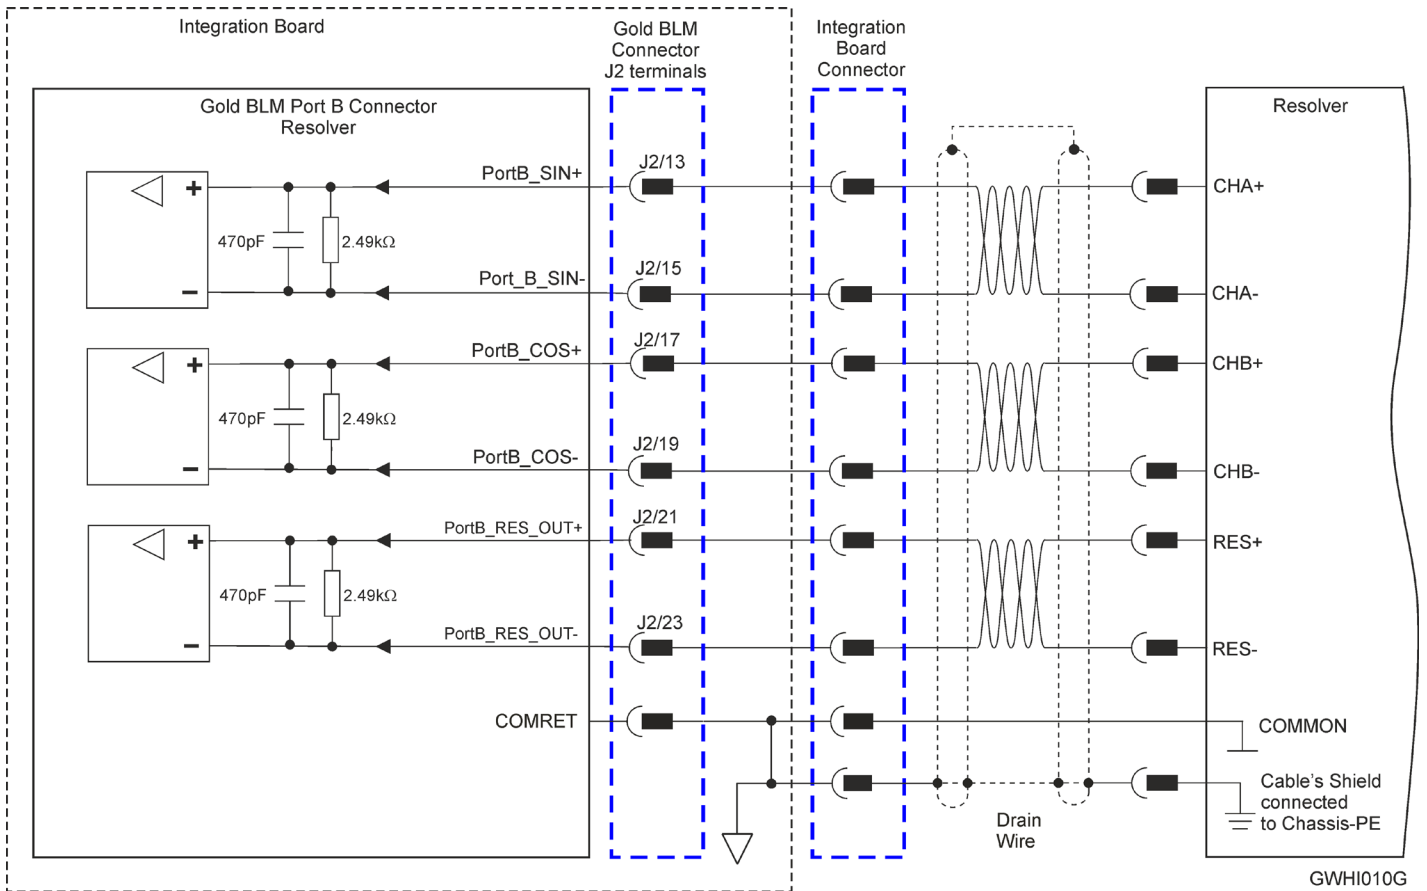 Integration Board
Gold BLM
Connector
J2 terminals
Integration
Board
Connector
Gold BLM Port B Connector
Resolver
Resolver
PortB_SIN+
J2/13
CHA+
+
470pF
2.49kΩ
Port_B_SIN-
J2/15
CHA-
−
PortB_COS+
J2/17
CHB+
+
470pF
2.49kΩ
PortB_COS-
J2/19
CHB-
−
PortB_RES_OUT+
J2/21
RES+
+
470pF
2.49kΩ
PortB_RES_OUT-
J2/23
RES-
−
COMRET
COMMON
Cable's Shield
connected
to Chassis-PE
Drain
Wire
GWHI010G